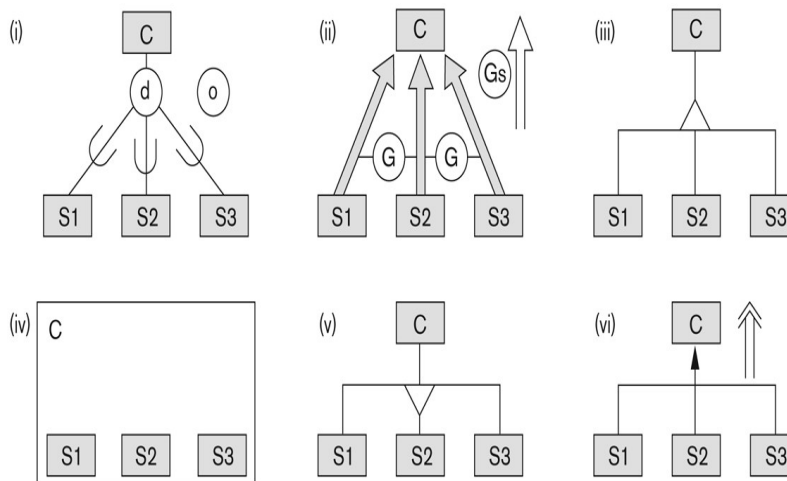 (i)
C
d
o
S1 S2 S3
(ii)
C
Gs
G G
S1 S2 S3
(iii)
C
S1 S2 S3
(iv)
C
S1 S2 S3
(v)
C
S1 S2 S3
(vi)
C
S1 S2 S3